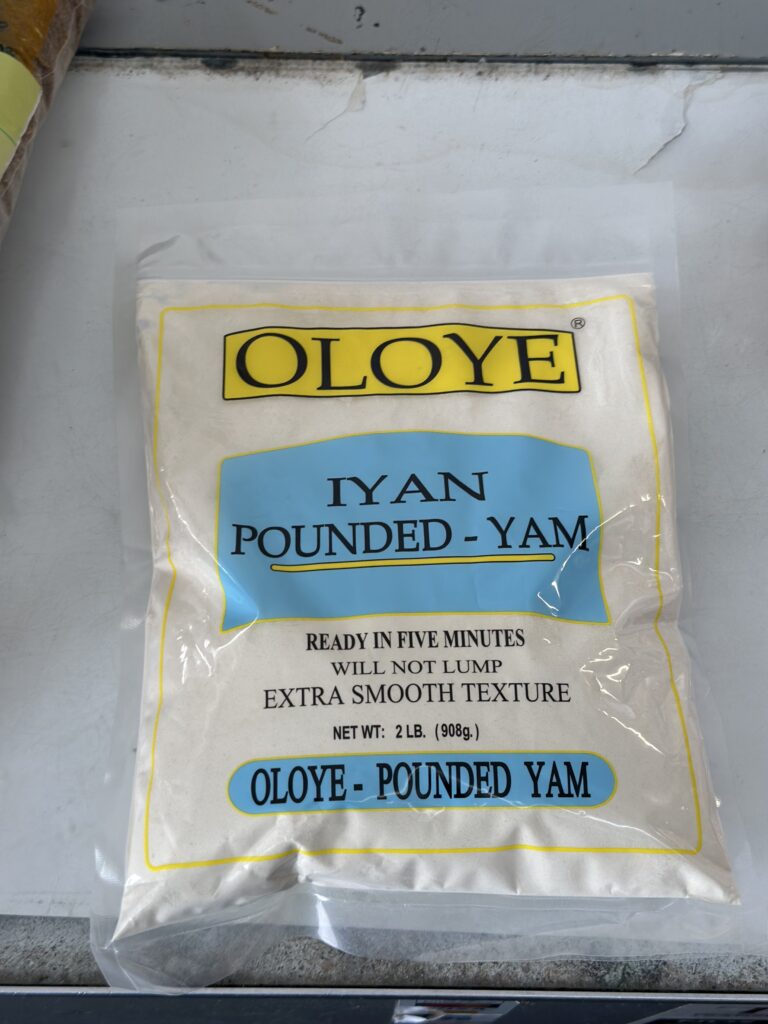 OLOYE®
IYAN
POUNDED - YAM
READY IN FIVE MINUTES
WILL NOT LUMP
EXTRA SMOOTH TEXTURE
NET WT: 2 LB. (908g.)
OLOYE - POUNDED YAM